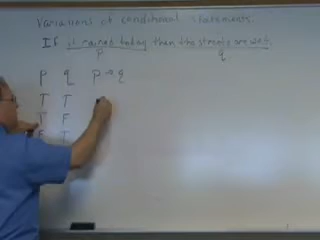 Variations of conditional statements.
If it rained today then the streets are wet.
p q
p q p → q
T T
T F
F T